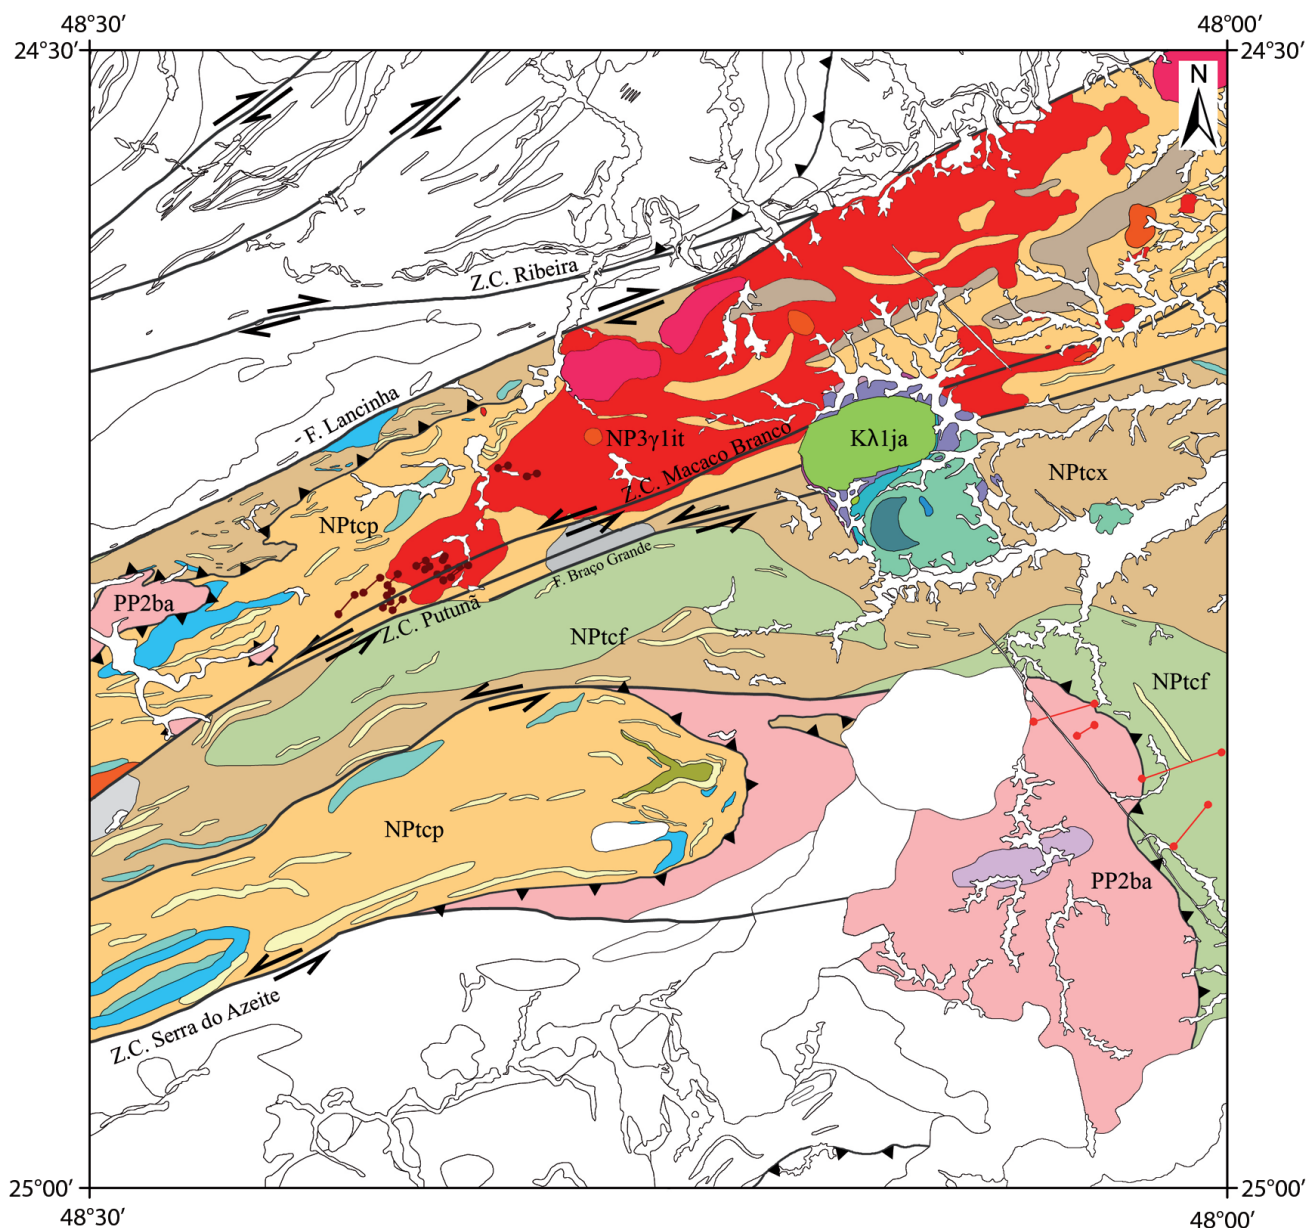 48°30′
48°00′
24°30′
24°30′
N
Z.C. Ribeira
F. Lancinha
NP3γ1it
Kλ1ja
Z.C. Macaco Branco
NPtcx
NPtcp
F. Braço Grande
PP2ba
Z.C. Putunã
NPtcf
NPtcf
NPtcp
PP2ba
Z.C. Serra do Azeite
25°00′
25°00′
48°30′
48°00′